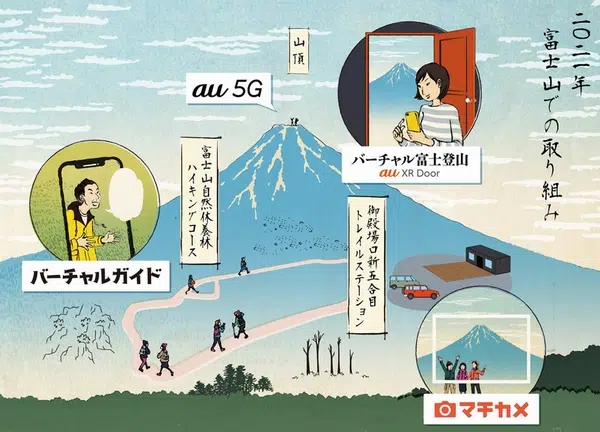 二〇二一年
富士山での取り組み
山頂
au 5G
バーチャル富士登山
au XR Door
御殿場口新五合目
トレイルステーション
富士山自然休養林
ハイキングコース
バーチャルガイド
マチカメ